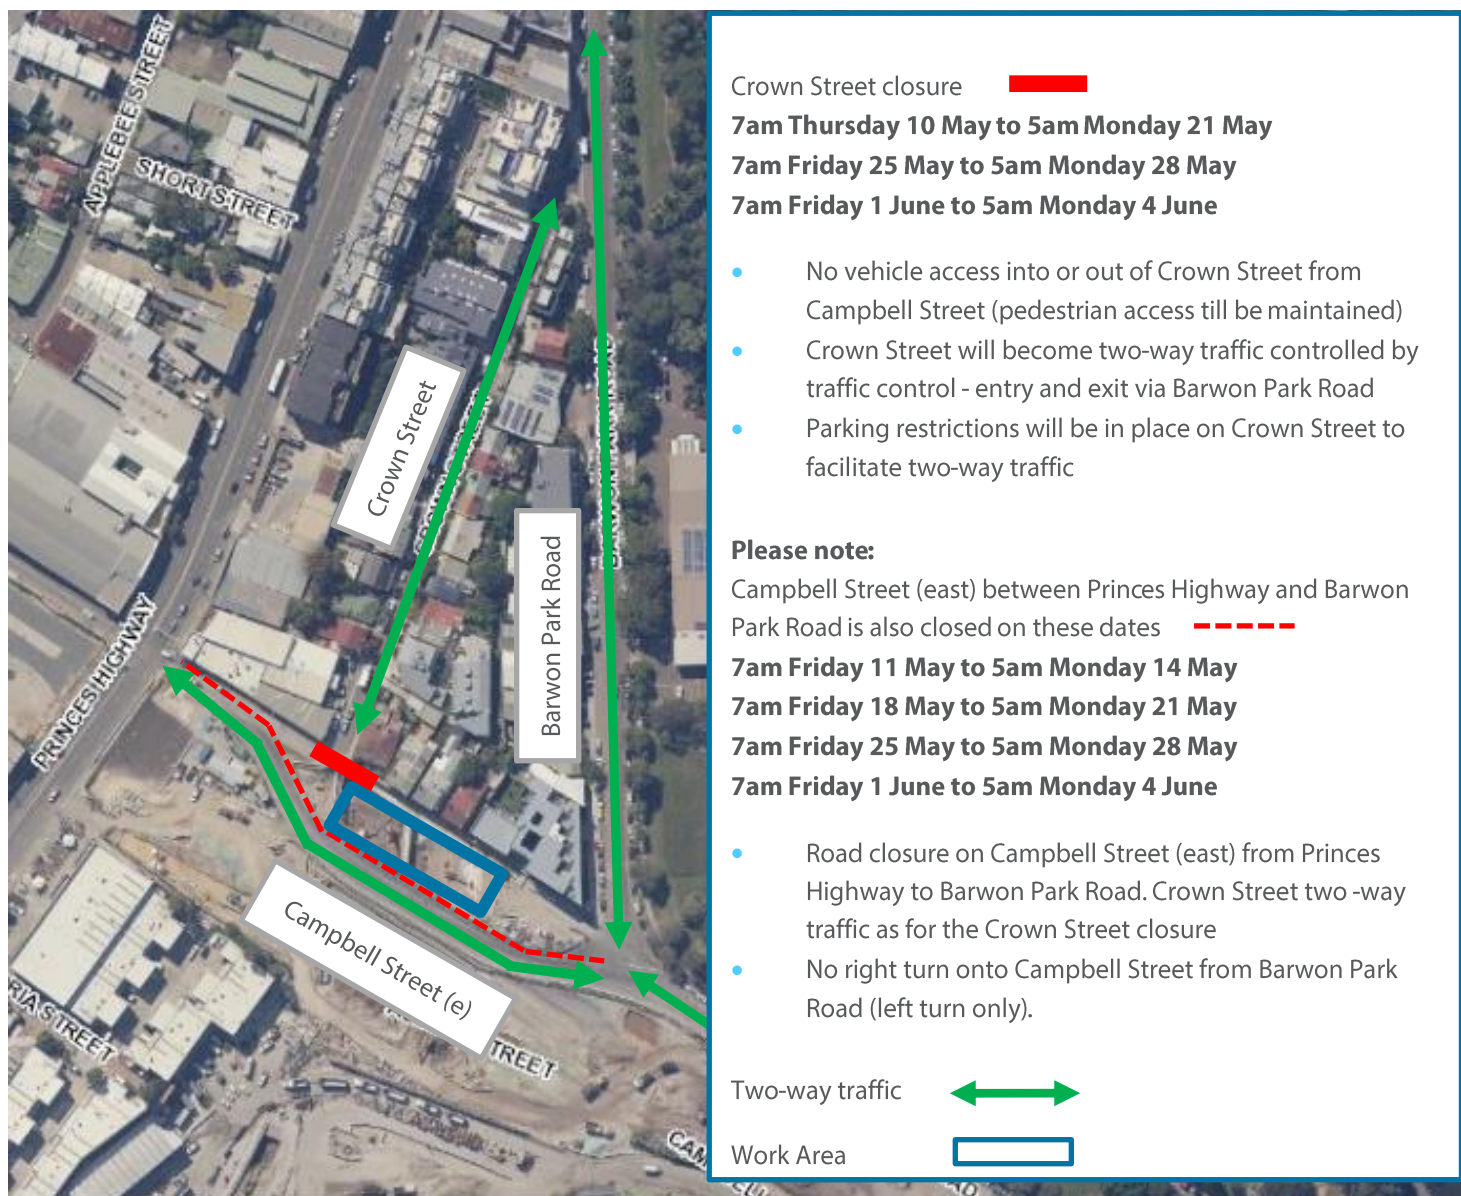 APPLEBEE STREET
SHORT STREET
PRINCES HIGHWAY
Crown Street
Barwon Park Road
Campbell Street (e)
RIA STREET
STREET
Crown Street closure
7am Thursday 10 May to 5am Monday 21 May
7am Friday 25 May to 5am Monday 28 May
7am Friday 1 June to 5am Monday 4 June
• No vehicle access into or out of Crown Street from
Campbell Street (pedestrian access till be maintained)
• Crown Street will become two-way traffic controlled by
traffic control - entry and exit via Barwon Park Road
• Parking restrictions will be in place on Crown Street to
facilitate two-way traffic
Please note:
Campbell Street (east) between Princes Highway and Barwon
Park Road is also closed on these dates
7am Friday 11 May to 5am Monday 14 May
7am Friday 18 May to 5am Monday 21 May
7am Friday 25 May to 5am Monday 28 May
7am Friday 1 June to 5am Monday 4 June
• Road closure on Campbell Street (east) from Princes
Highway to Barwon Park Road. Crown Street two -way
traffic as for the Crown Street closure
• No right turn onto Campbell Street from Barwon Park
Road (left turn only).
Two-way traffic
Work Area